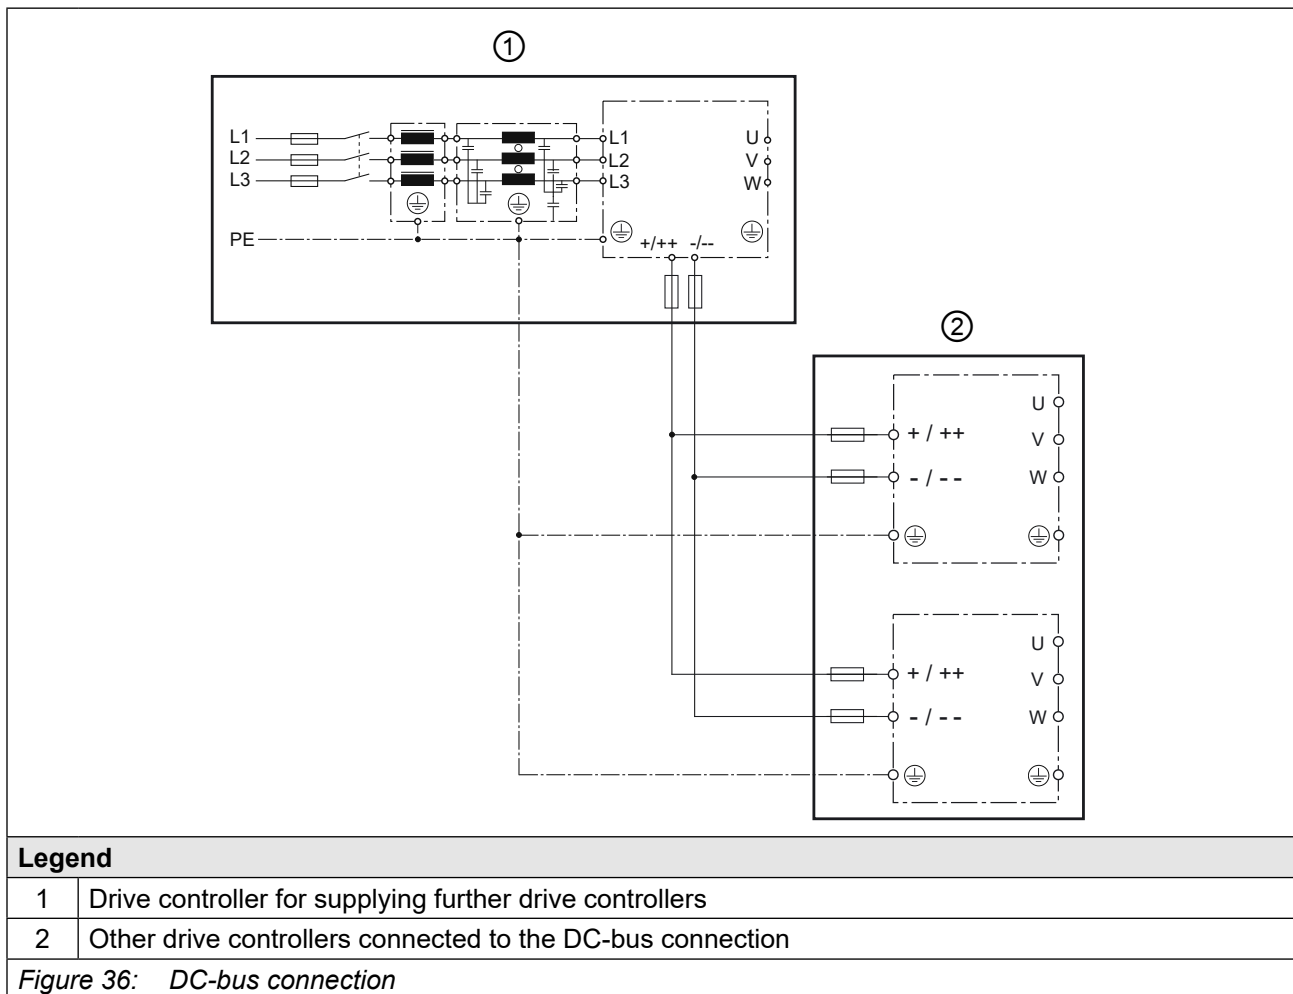 1
L1
L2
L3
PE
L1
L2
L3
U
V
W
+/++ -/--
2
+ / ++
- / - -
U
V
W
+ / ++
- / - -
U
V
W
Legend
1 Drive controller for supplying further drive controllers
2 Other drive controllers connected to the DC-bus connection
Figure 36: DC-bus connection